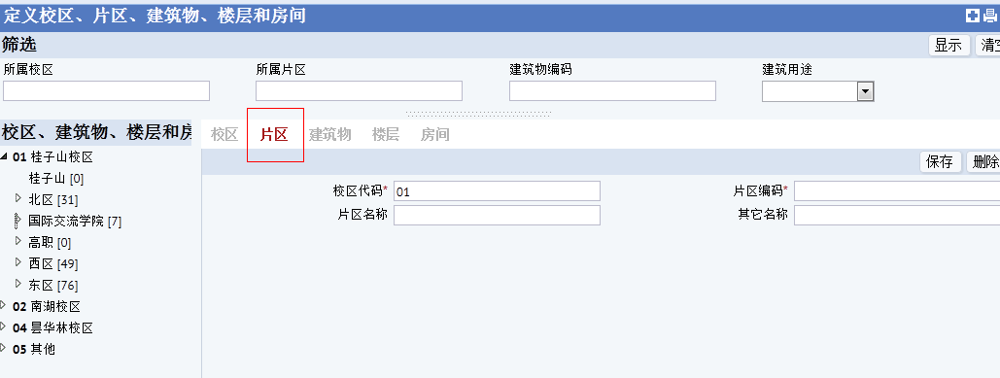 定义校区、片区、建筑物、楼层和房间
筛选 显示 清空
所属校区 所属片区 建筑物编码 建筑用途
校区、建筑物、楼层和房
校区 片区 建筑物 楼层 房间
保存 删除
01 桂子山校区
桂子山 [0]
北区 [31]
国际交流学院 [7]
高职 [0]
西区 [49]
东区 [76]
02 南湖校区
04 昙华林校区
05 其他
校区代码* 01 片区编码*
片区名称 其它名称